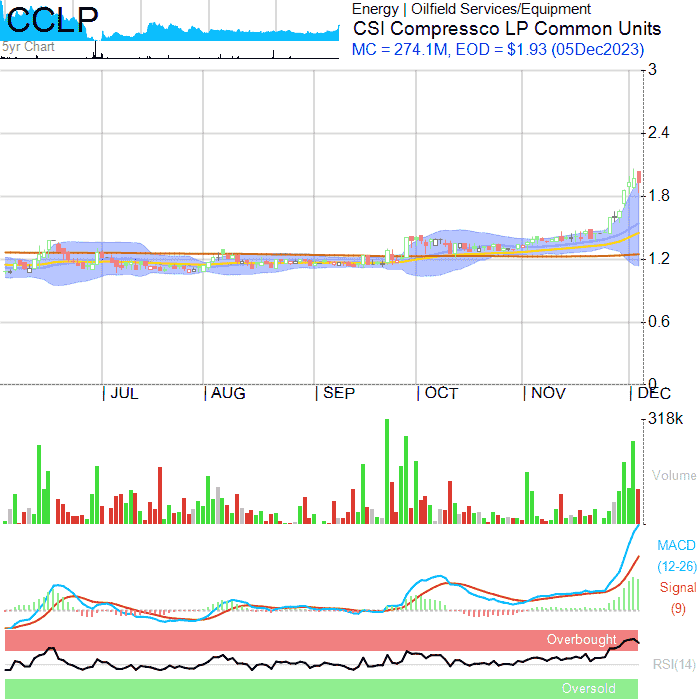 CCLP
5yr Chart
Energy | Oilfield Services/Equipment
CSI Compressco LP Common Units
MC = 274.1M, EOD = $1.93 (05Dec2023)
3
2.4
1.8
1.2
0.6
0
JUL AUG SEP OCT NOV DEC
318k
Volume
MACD
(12-26)
Signal
(9)
Overbought
RSI(14)
Oversold